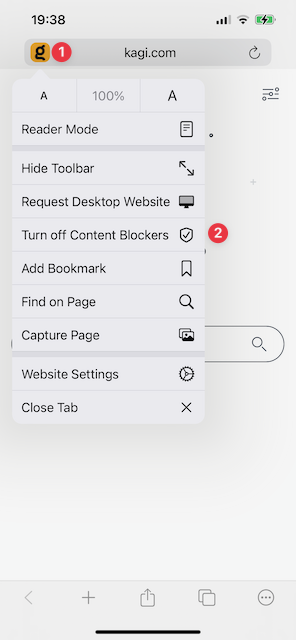 19:38
g
1
kagi.com
A
100%
A
Reader Mode
Hide Toolbar
Request Desktop Website
Turn off Content Blockers
2
Add Bookmark
Find on Page
Capture Page
Website Settings
Close Tab